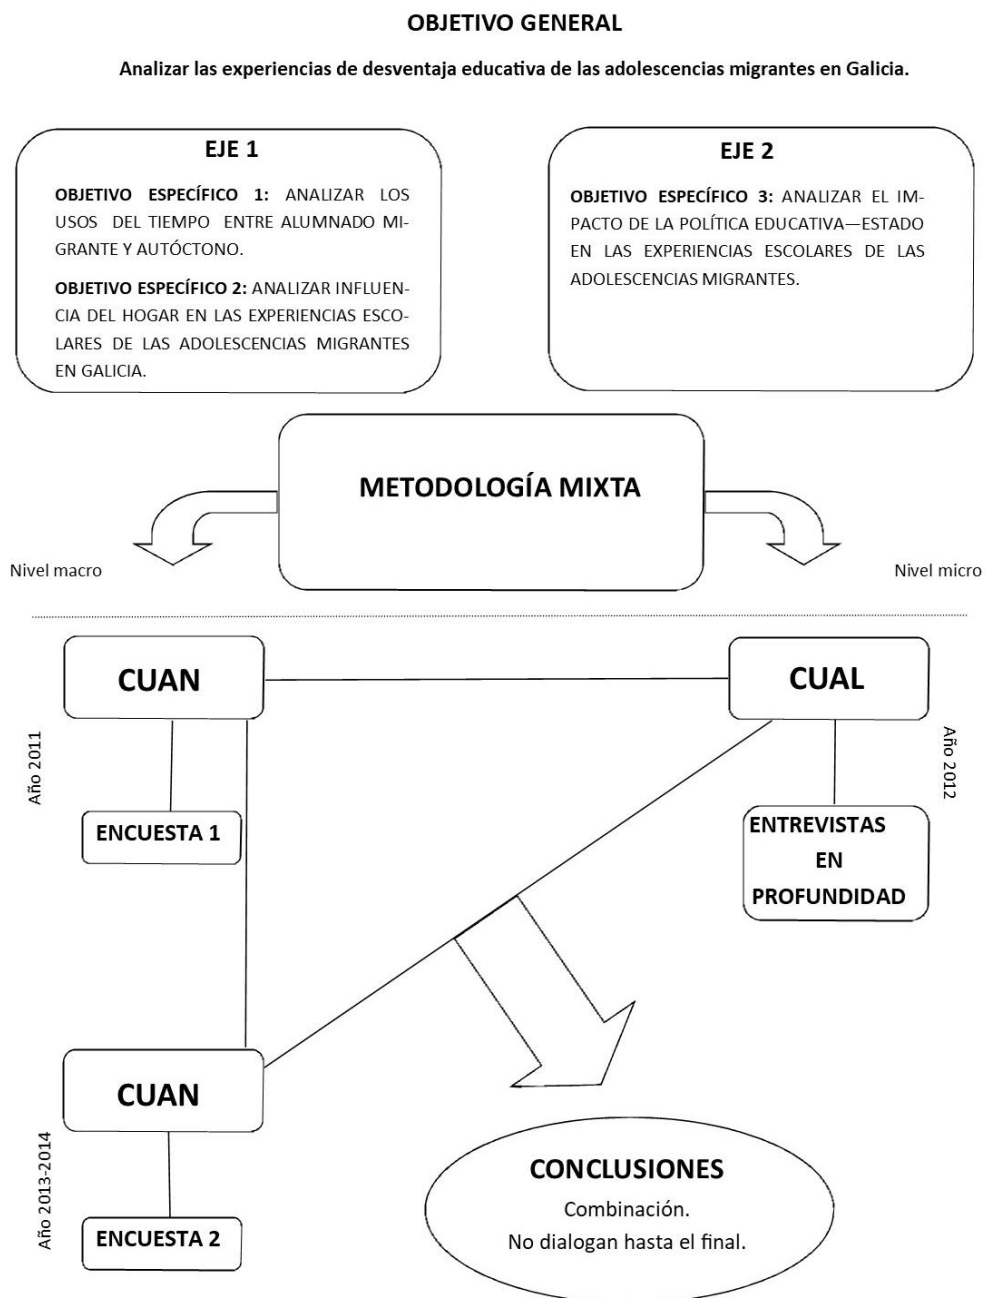 OBJETIVO GENERAL
Analizar las experiencias de desventaja educativa de las adolescencias migrantes en Galicia.
EJE 1
OBJETIVO ESPECÍFICO 1: ANALIZAR LOS
USOS DEL TIEMPO ENTRE ALUMNADO MI-
GRANTE Y AUTÓCTONO.
OBJETIVO ESPECÍFICO 2: ANALIZAR INFLUEN-
CIA DEL HOGAR EN LAS EXPERIENCIAS ESCO-
LARES DE LAS ADOLESCENCIAS MIGRANTES
EN GALICIA.
EJE 2
OBJETIVO ESPECÍFICO 3: ANALIZAR EL IM-
PACTO DE LA POLÍTICA EDUCATIVA—ESTADO
EN LAS EXPERIENCIAS ESCOLARES DE LAS
ADOLESCENCIAS MIGRANTES.
METODOLOGÍA MIXTA
Nivel macro
Nivel micro
CUAN
CUAL
Año 2011
Año 2012
ENCUESTA 1
ENTREVISTAS
EN
PROFUNDIDAD
CUAN
Año 2013-2014
ENCUESTA 2
CONCLUSIONES
Combinación.
No dialogan hasta el final.